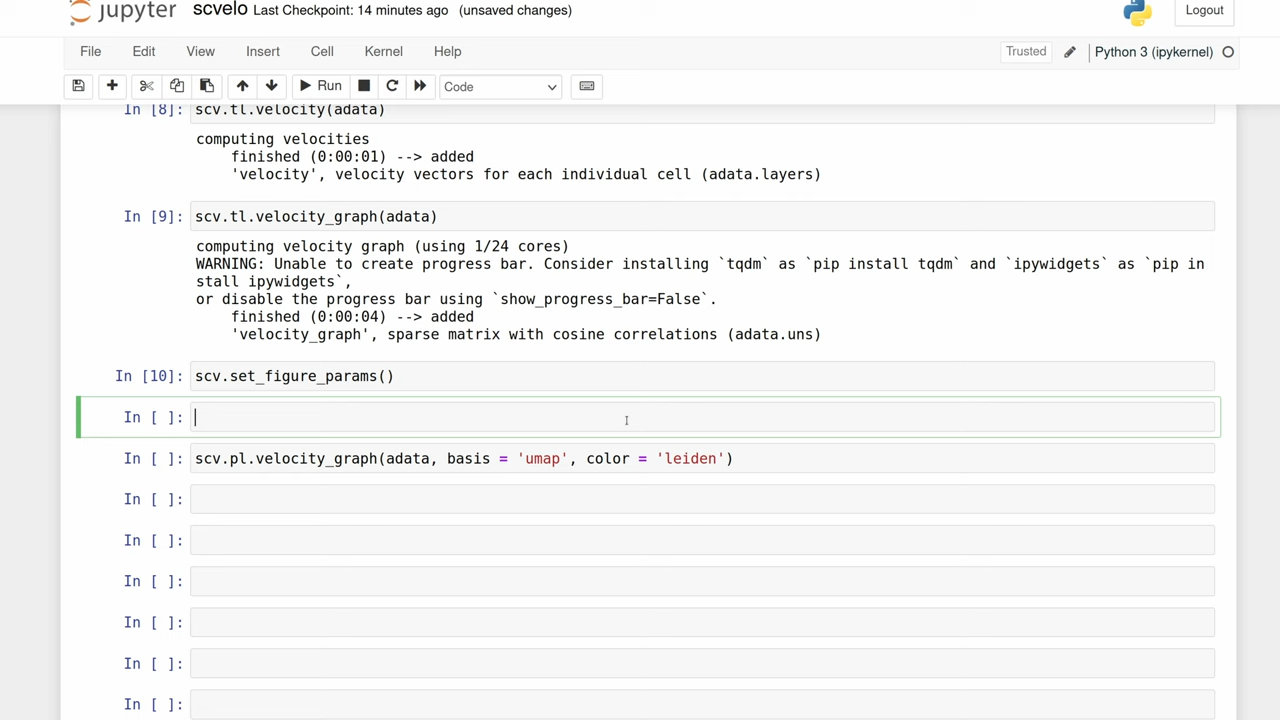 jupyter scvelo Last Checkpoint: 14 minutes ago (unsaved changes)
Logout
File Edit View Insert Cell Kernel Help Trusted Python 3 (ipykernel)
Run Code
In [8]: scv.tl.velocity(adata)
computing velocities
finished (0:00:01) --> added
'velocity', velocity vectors for each individual cell (adata.layers)
In [9]: scv.tl.velocity_graph(adata)
computing velocity graph (using 1/24 cores)
WARNING: Unable to create progress bar. Consider installing `tqdm` as `pip install tqdm` and `ipywidgets` as `pip in
stall ipywidgets`,
or disable the progress bar using `show_progress_bar=False`.
finished (0:00:04) --> added
'velocity_graph', sparse matrix with cosine correlations (adata.uns)
In [10]: scv.set_figure_params()
In [ ]:
In [ ]: scv.pl.velocity_graph(adata, basis = 'umap', color = 'leiden')
In [ ]:
In [ ]:
In [ ]:
In [ ]:
In [ ]:
In [ ]: